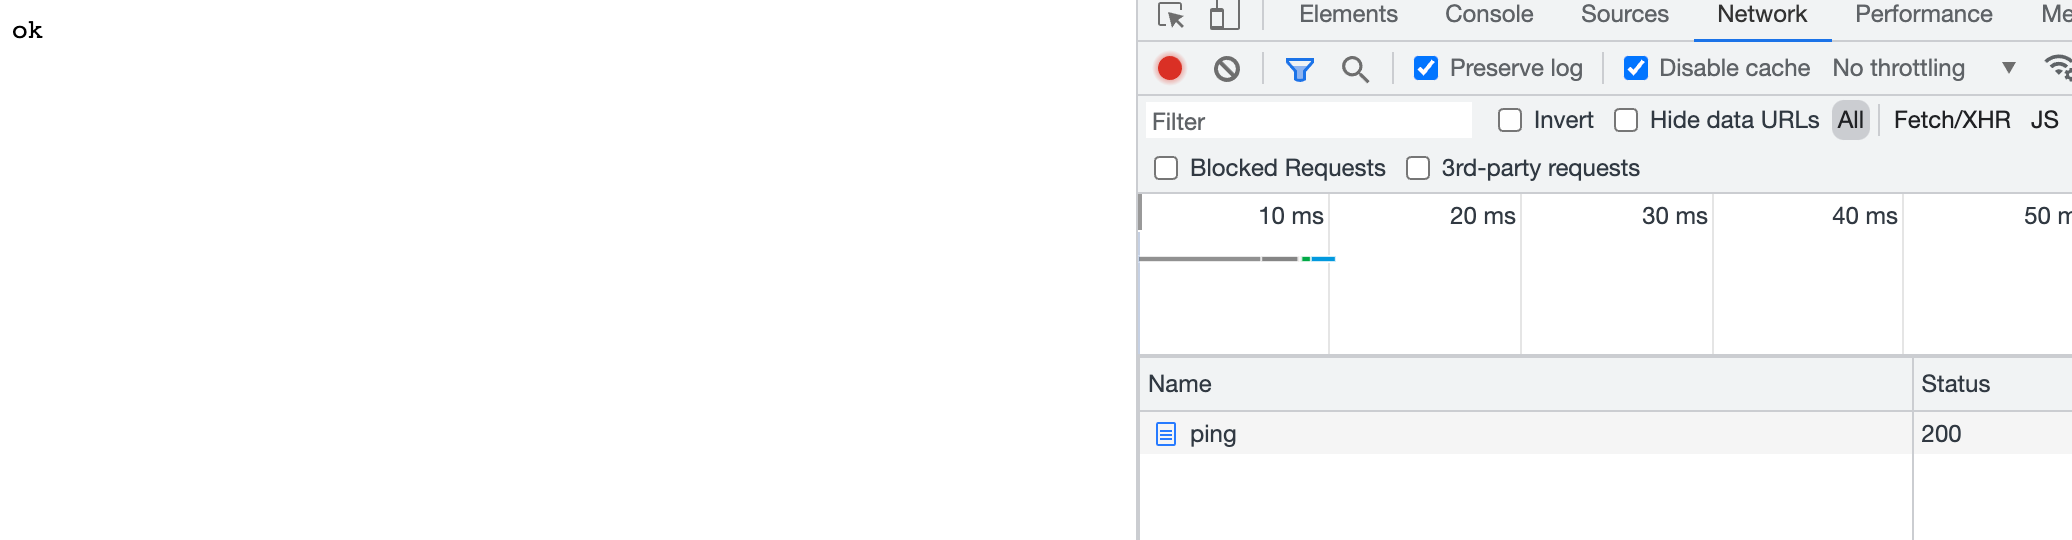 ok
Elements Console Sources Network Performance Me
Preserve log Disable cache No throttling
Filter Invert Hide data URLs All Fetch/XHR JS
Blocked Requests 3rd-party requests
10 ms 20 ms 30 ms 40 ms 50 m
Name Status
ping 200